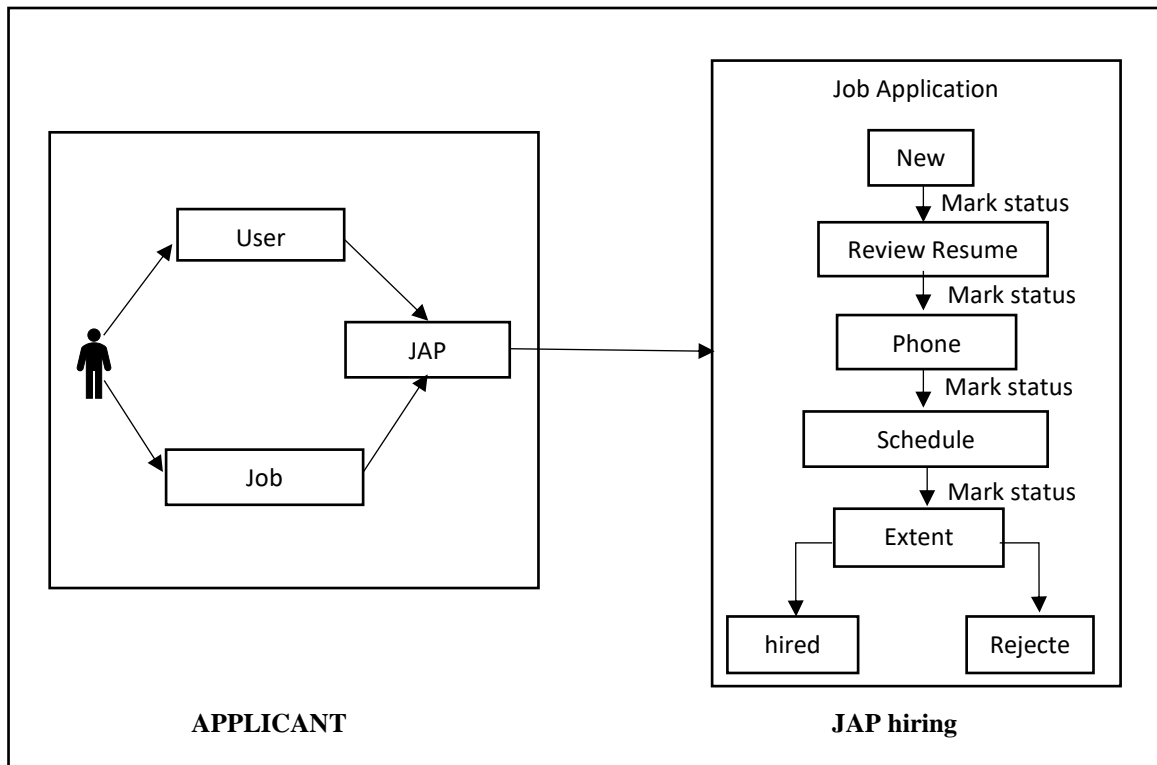 User
JAP
Job
APPLICANT
Job Application
New
Mark status
Review Resume
Mark status
Phone
Mark status
Schedule
Mark status
Extent
hired
Rejecte
JAP hiring